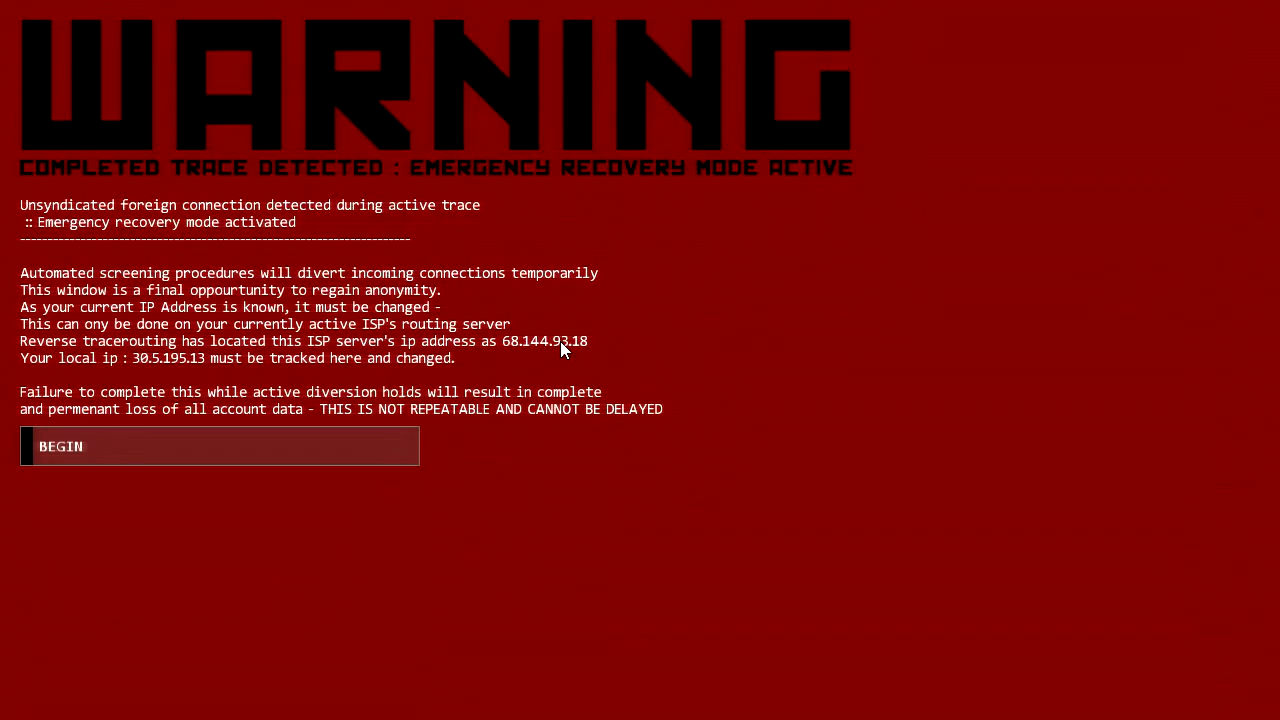 WARNING
COMPLETED TRACE DETECTED : EMERGENCY RECOVERY MODE ACTIVE
Unsyndicated foreign connection detected during active trace
:: Emergency recovery mode activated
-----------------------------------------------------------------------
Automated screening procedures will divert incoming connections temporarily
This window is a final oppourtunity to regain anonymity.
As your current IP Address is known, it must be changed -
This can ony be done on your currently active ISP's routing server
Reverse tracerouting has located this ISP server's ip address as 68.144.93.18
Your local ip : 30.5.195.13 must be tracked here and changed.
Failure to complete this while active diversion holds will result in complete
and permenant loss of all account data - THIS IS NOT REPEATABLE AND CANNOT BE DELAYED
BEGIN